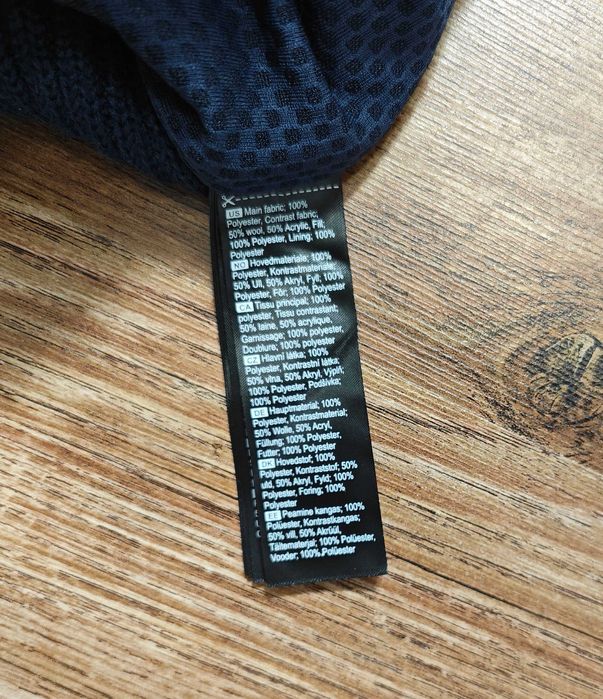 US Main fabric; 100%
Polyester, Contrast fabric;
50% wool, 50% Acrylic, Fill;
100% Polyester, Lining; 100%
Polyester
NO Hovedmateriale; 100%
Polyester, Kontrastmateriale;
50% Ull, 50% Akryl, Fyll; 100%
Polyester, Fôr; 100% Polyester
CA Tissu principal; 100%
polyester, Tissu contrastant;
50% laine, 50% acrylique,
Garnissage; 100% polyester,
Doublure; 100% polyester
CZ Hlavní látka; 100%
Polyester, Kontrastní látka;
50% vlna, 50% Akryl, Výplň;
100% Polyester, Podšívka;
100% Polyester
DE Hauptmaterial; 100%
Polyester, Kontrastmaterial;
50% Wolle, 50% Acryl,
Füllung; 100% Polyester,
Futter; 100% Polyester
DK Hovedstof; 100%
Polyester, Kontraststof; 50%
uld, 50% Akryl, Fyld; 100%
Polyester, Foring; 100%
Polyester
EE Peamine kangas; 100%
Polüester, Kontrastkangas;
50% vill, 50% Akrüül,
Täitematerjal; 100% Polüester,
Vooder; 100% Polüester